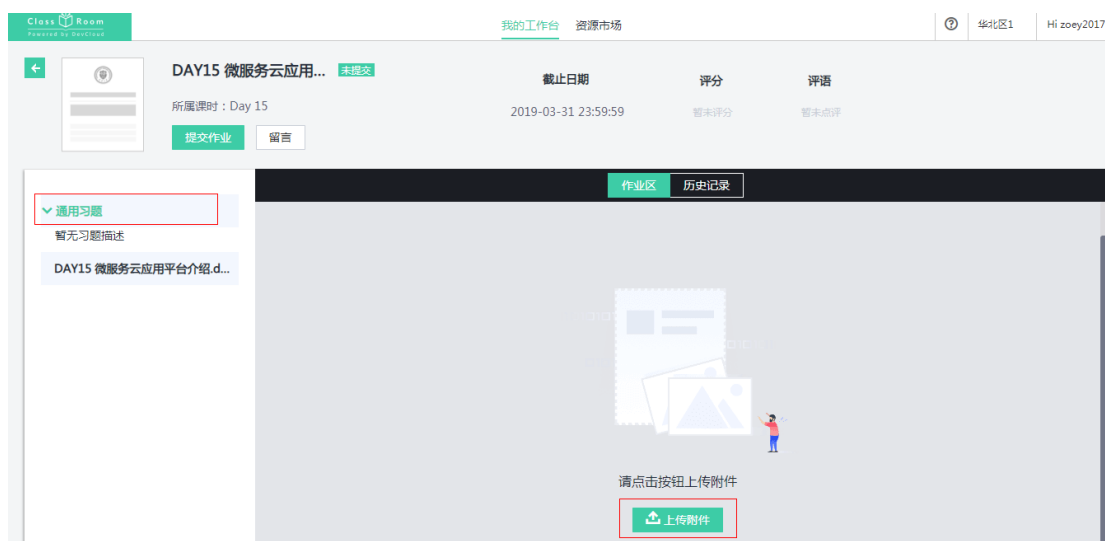 Class Room
Powered by DevCloud
我的工作台 资源市场
华北区1 Hi zoey2017
DAY15 微服务云应用... 未提交
所属课时：Day 15
提交作业 留言
截止日期 评分 评语
2019-03-31 23:59:59 暂未评分 暂未点评
作业区 历史记录
通用习题
暂无习题描述
DAY15 微服务云应用平台介绍.d...
请点击按钮上传附件
上传附件